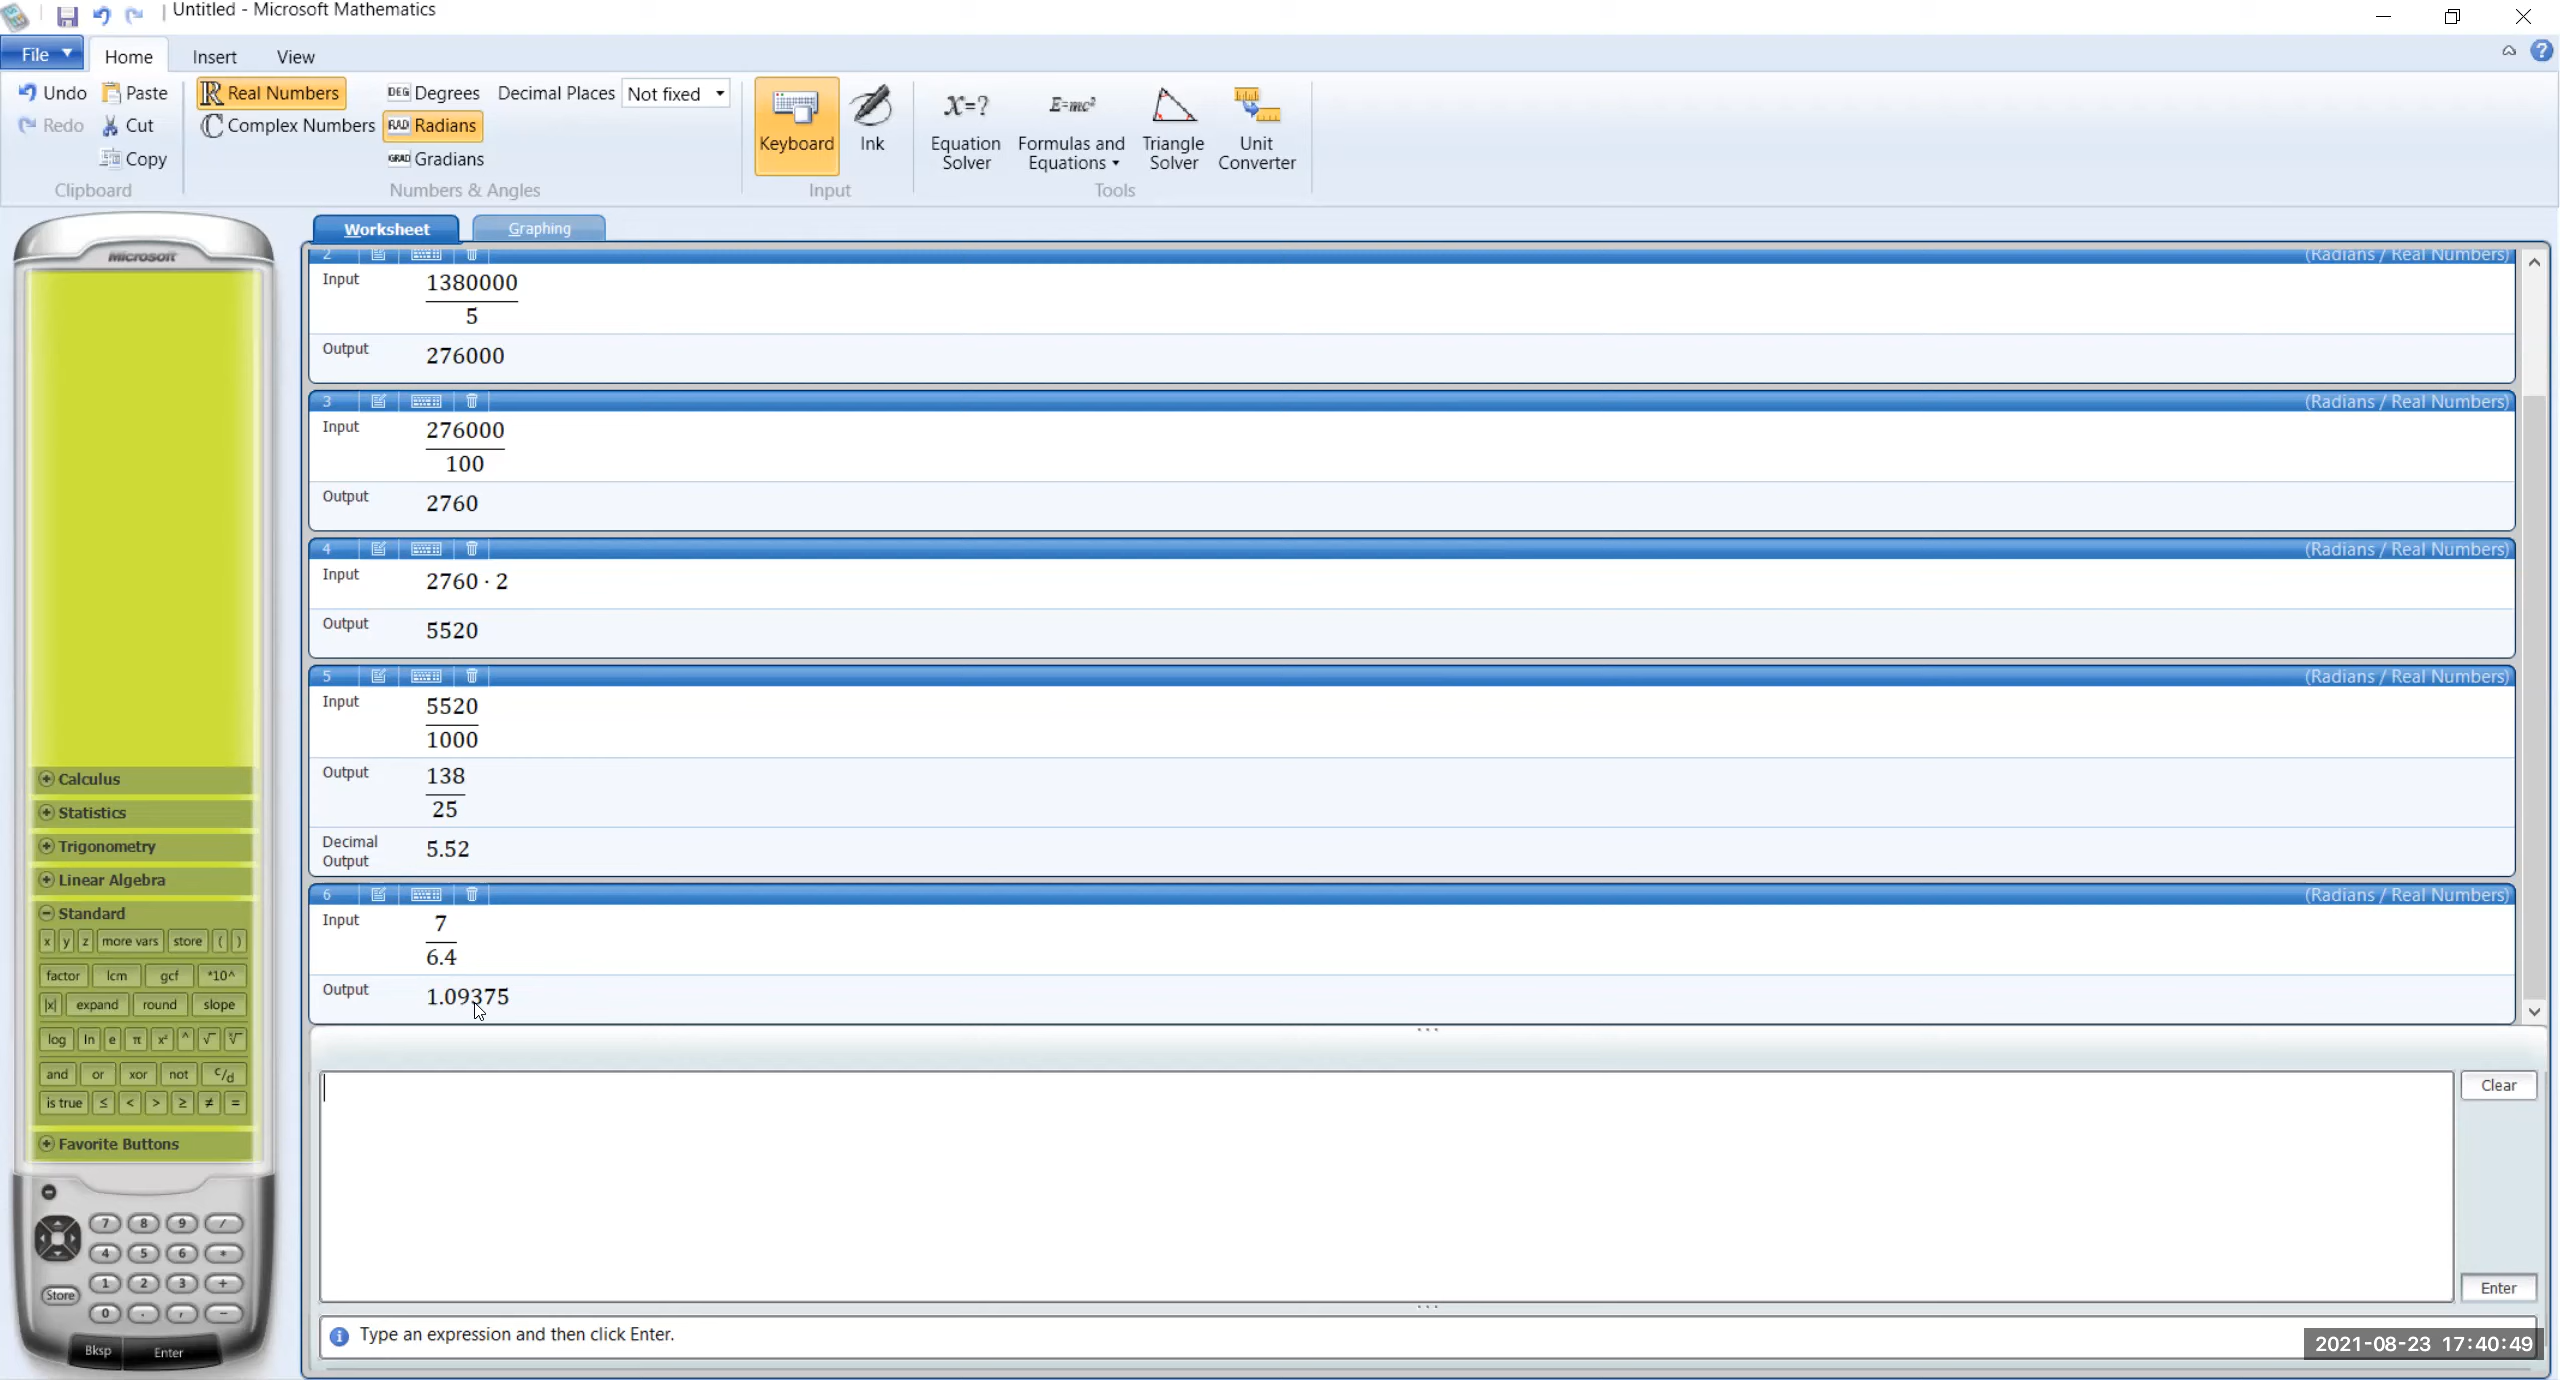 Untitled - Microsoft Mathematics
File Home Insert View
Undo Paste Real Numbers DEG Degrees Decimal Places Not fixed X=? E=mc²
Redo Cut Complex Numbers RAD Radians Keyboard Ink Equation Solver Formulas and Equations Triangle Solver Unit Converter
Copy GRAD Gradians
Clipboard Numbers & Angles Input Tools
Microsoft
Calculus
Statistics
Trigonometry
Linear Algebra
Standard
x y z more vars store ( )
factor lcm gcf *10^
|x| expand round slope
log ln e π x² ^ √ √
and or xor not c/d
is true ≤ < > ≥ ≠ =
Favorite Buttons
7 8 9 /
4 5 6 *
Store 1 2 3 +
0 . , −
Bksp Enter
Worksheet Graphing
2 (Radians / Real Numbers)
Input 1380000
5
Output 276000
3 (Radians / Real Numbers)
Input 276000
100
Output 2760
4 (Radians / Real Numbers)
Input 2760 · 2
Output 5520
5 (Radians / Real Numbers)
Input 5520
1000
Output 138
25
Decimal Output 5.52
6 (Radians / Real Numbers)
Input 7
6.4
Output 1.09375
Clear
Enter
Type an expression and then click Enter.
2021-08-23 17:40:49